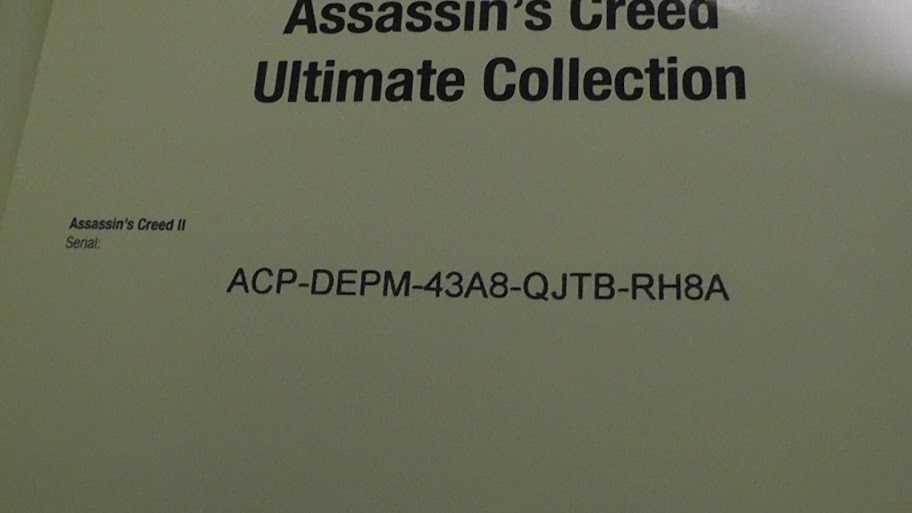 Assassin's Creed
Ultimate Collection
Assassin's Creed II
Serial:
ACP-DEPM-43A8-QJTB-RH8A